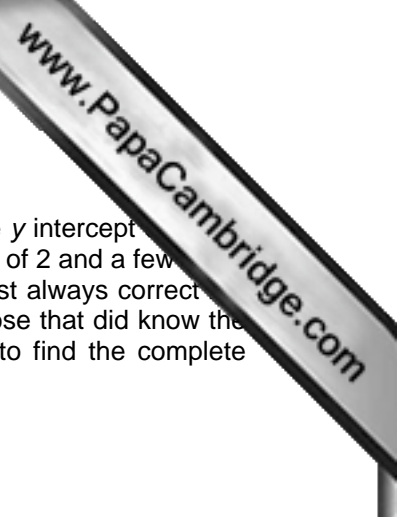 www.PapaCambridge.com
y intercept
of 2 and a few
st always correct
ose that did know the
to find the complete